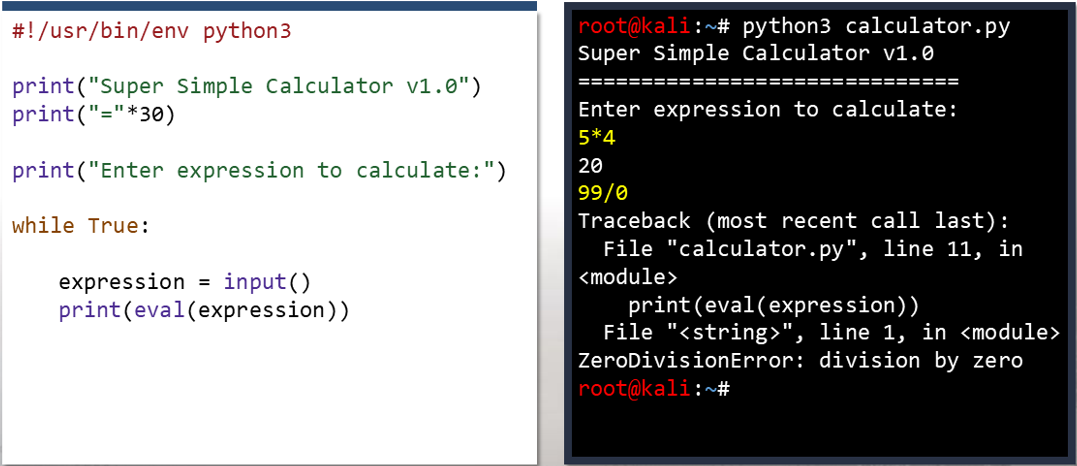 #!/usr/bin/env python3
print("Super Simple Calculator v1.0")
print("="*30)
print("Enter expression to calculate:")
while True:
expression = input()
print(eval(expression))
root@kali:~# python3 calculator.py
Super Simple Calculator v1.0
==============================
Enter expression to calculate:
5*4
20
99/0
Traceback (most recent call last):
File "calculator.py", line 11, in
<module>
print(eval(expression))
File "<string>", line 1, in <module>
ZeroDivisionError: division by zero
root@kali:~#